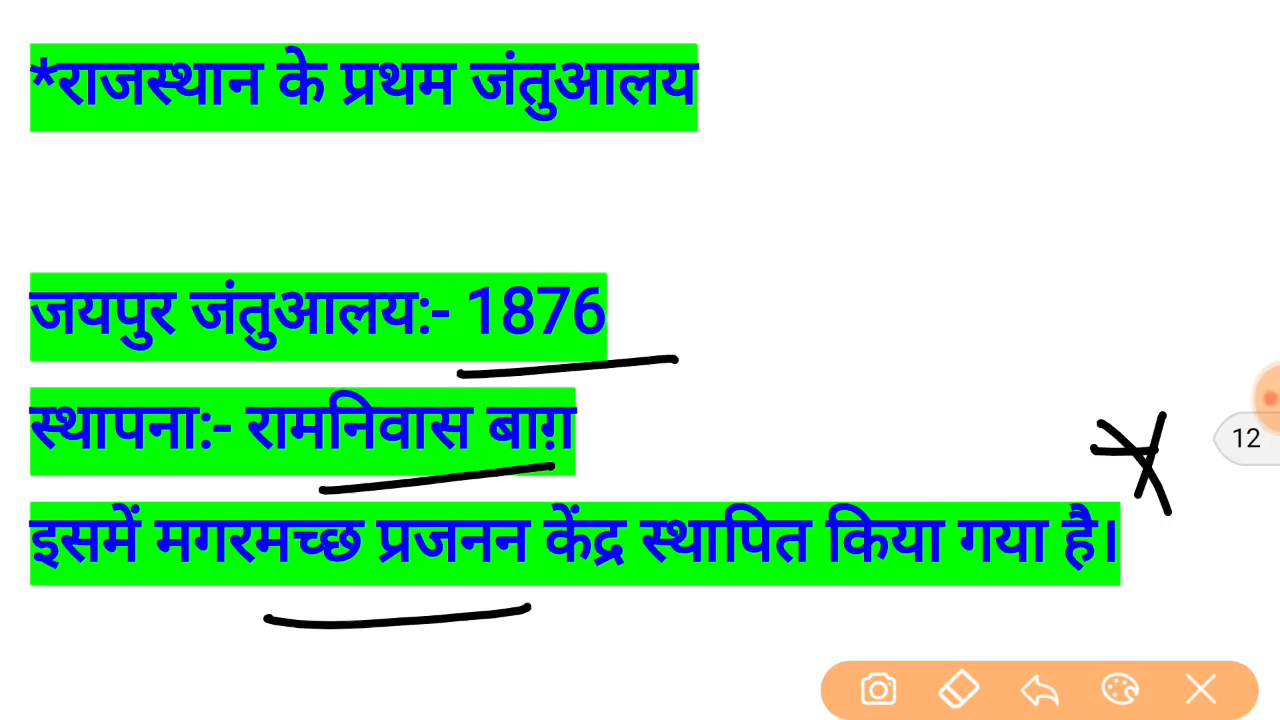 *राजस्थान के प्रथम जंतुआलय
जयपुर जंतुआलय:- 1876
स्थापना:- रामनिवास बाग़
इसमें मगरमच्छ प्रजनन केंद्र स्थापित किया गया है।
12